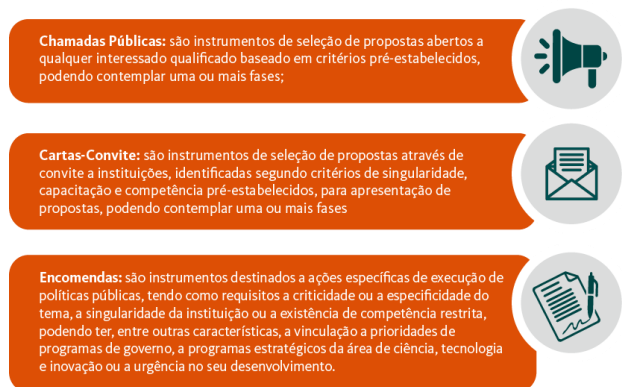 Chamadas Públicas: são instrumentos de seleção de propostas abertos a
qualquer interessado qualificado baseado em critérios pré-estabelecidos,
podendo contemplar uma ou mais fases;
Cartas-Convite: são instrumentos de seleção de propostas através de
convite a instituições, identificadas segundo critérios de singularidade,
capacitação e competência pré-estabelecidos, para apresentação de
propostas, podendo contemplar uma ou mais fases
Encomendas: são instrumentos destinados a ações específicas de execução de
políticas públicas, tendo como requisitos a criticidade ou a especificidade do
tema, a singularidade da instituição ou a existência de competência restrita,
podendo ter, entre outras características, a vinculação a prioridades de
programas de governo, a programas estratégicos da área de ciência, tecnologia
e inovação ou a urgência no seu desenvolvimento.